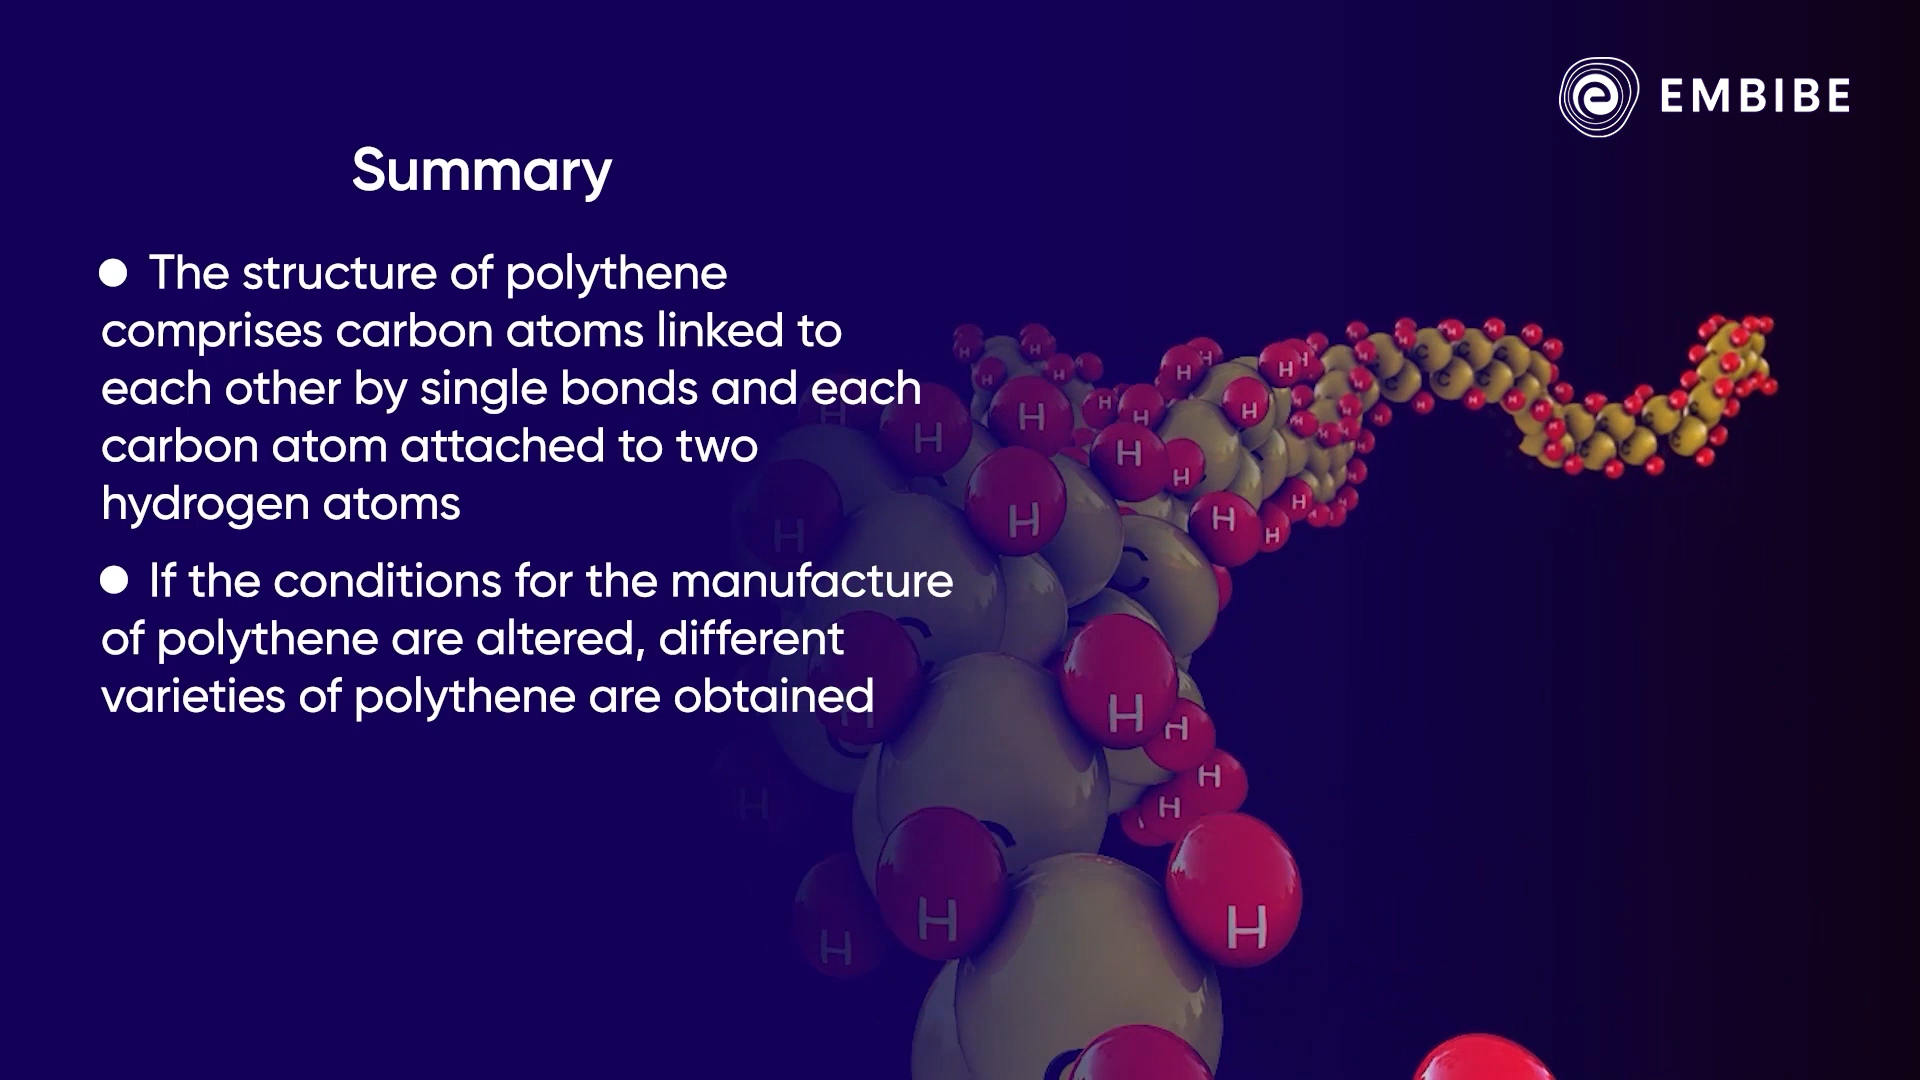 EMBIBE
Summary
● The structure of polythene
comprises carbon atoms linked to
each other by single bonds and each
carbon atom attached to two
hydrogen atoms
● If the conditions for the manufacture
of polythene are altered, different
varieties of polythene are obtained